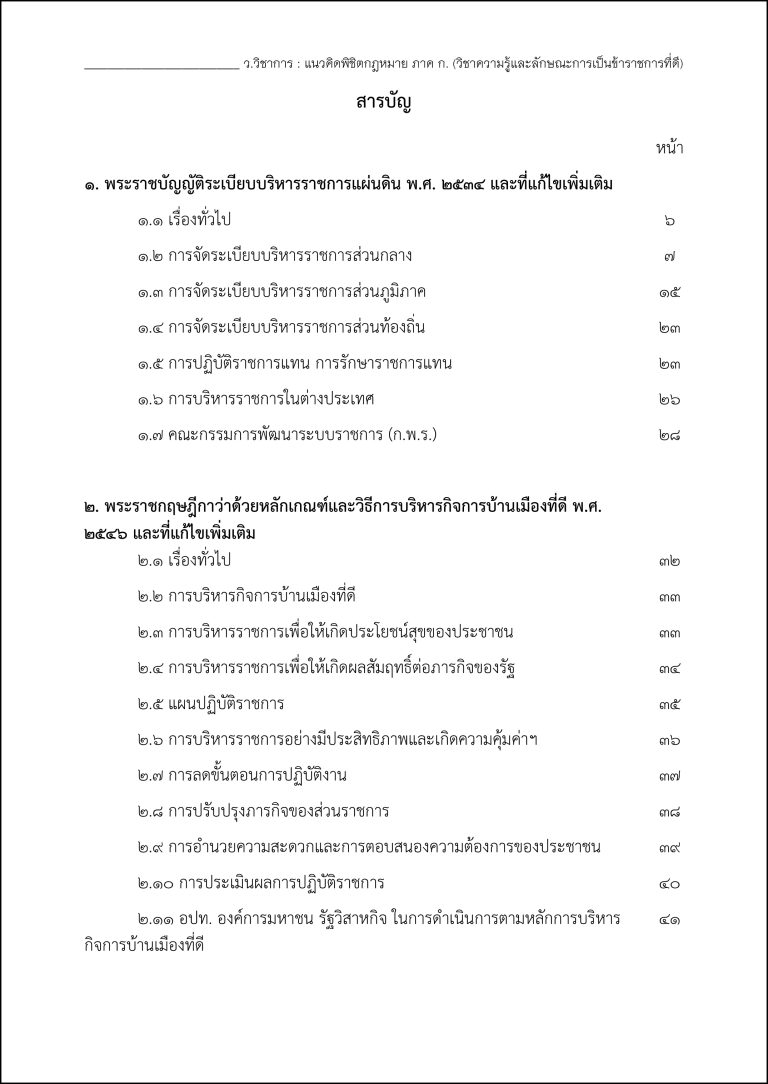 ว.วิชาการ : แนวคิดพิชิตกฎหมาย ภาค ก. (วิชาความรู้และลักษณะการเป็นข้าราชการที่ดี)
สารบัญ
หน้า
๑. พระราชบัญญัติระเบียบบริหารราชการแผ่นดิน พ.ศ. ๒๕๓๔ และที่แก้ไขเพิ่มเติม
๑.๑ เรื่องทั่วไป ๖
๑.๒ การจัดระเบียบบริหารราชการส่วนกลาง ๗
๑.๓ การจัดระเบียบบริหารราชการส่วนภูมิภาค ๑๕
๑.๔ การจัดระเบียบบริหารราชการส่วนท้องถิ่น ๒๓
๑.๕ การปฏิบัติราชการแทน การรักษาราชการแทน ๒๓
๑.๖ การบริหารราชการในต่างประเทศ ๒๖
๑.๗ คณะกรรมการพัฒนาระบบราชการ (ก.พ.ร.) ๒๘
๒. พระราชกฤษฎีกาว่าด้วยหลักเกณฑ์และวิธีการบริหารกิจการบ้านเมืองที่ดี พ.ศ.
๒๕๔๖ และที่แก้ไขเพิ่มเติม
๒.๑ เรื่องทั่วไป ๓๒
๒.๒ การบริหารกิจการบ้านเมืองที่ดี ๓๓
๒.๓ การบริหารราชการเพื่อให้เกิดประโยชน์สุขของประชาชน ๓๓
๒.๔ การบริหารราชการเพื่อให้เกิดผลสัมฤทธิ์ต่อภารกิจของรัฐ ๓๔
๒.๕ แผนปฏิบัติราชการ ๓๕
๒.๖ การบริหารราชการอย่างมีประสิทธิภาพและเกิดความคุ้มค่าฯ ๓๖
๒.๗ การลดขั้นตอนการปฏิบัติงาน ๓๗
๒.๘ การปรับปรุงภารกิจของส่วนราชการ ๓๘
๒.๙ การอำนวยความสะดวกและการตอบสนองความต้องการของประชาชน ๓๙
๒.๑๐ การประเมินผลการปฏิบัติราชการ ๔๐
๒.๑๑ อปท. องค์การมหาชน รัฐวิสาหกิจ ในการดำเนินการตามหลักการบริหาร ๔๑
กิจการบ้านเมืองที่ดี